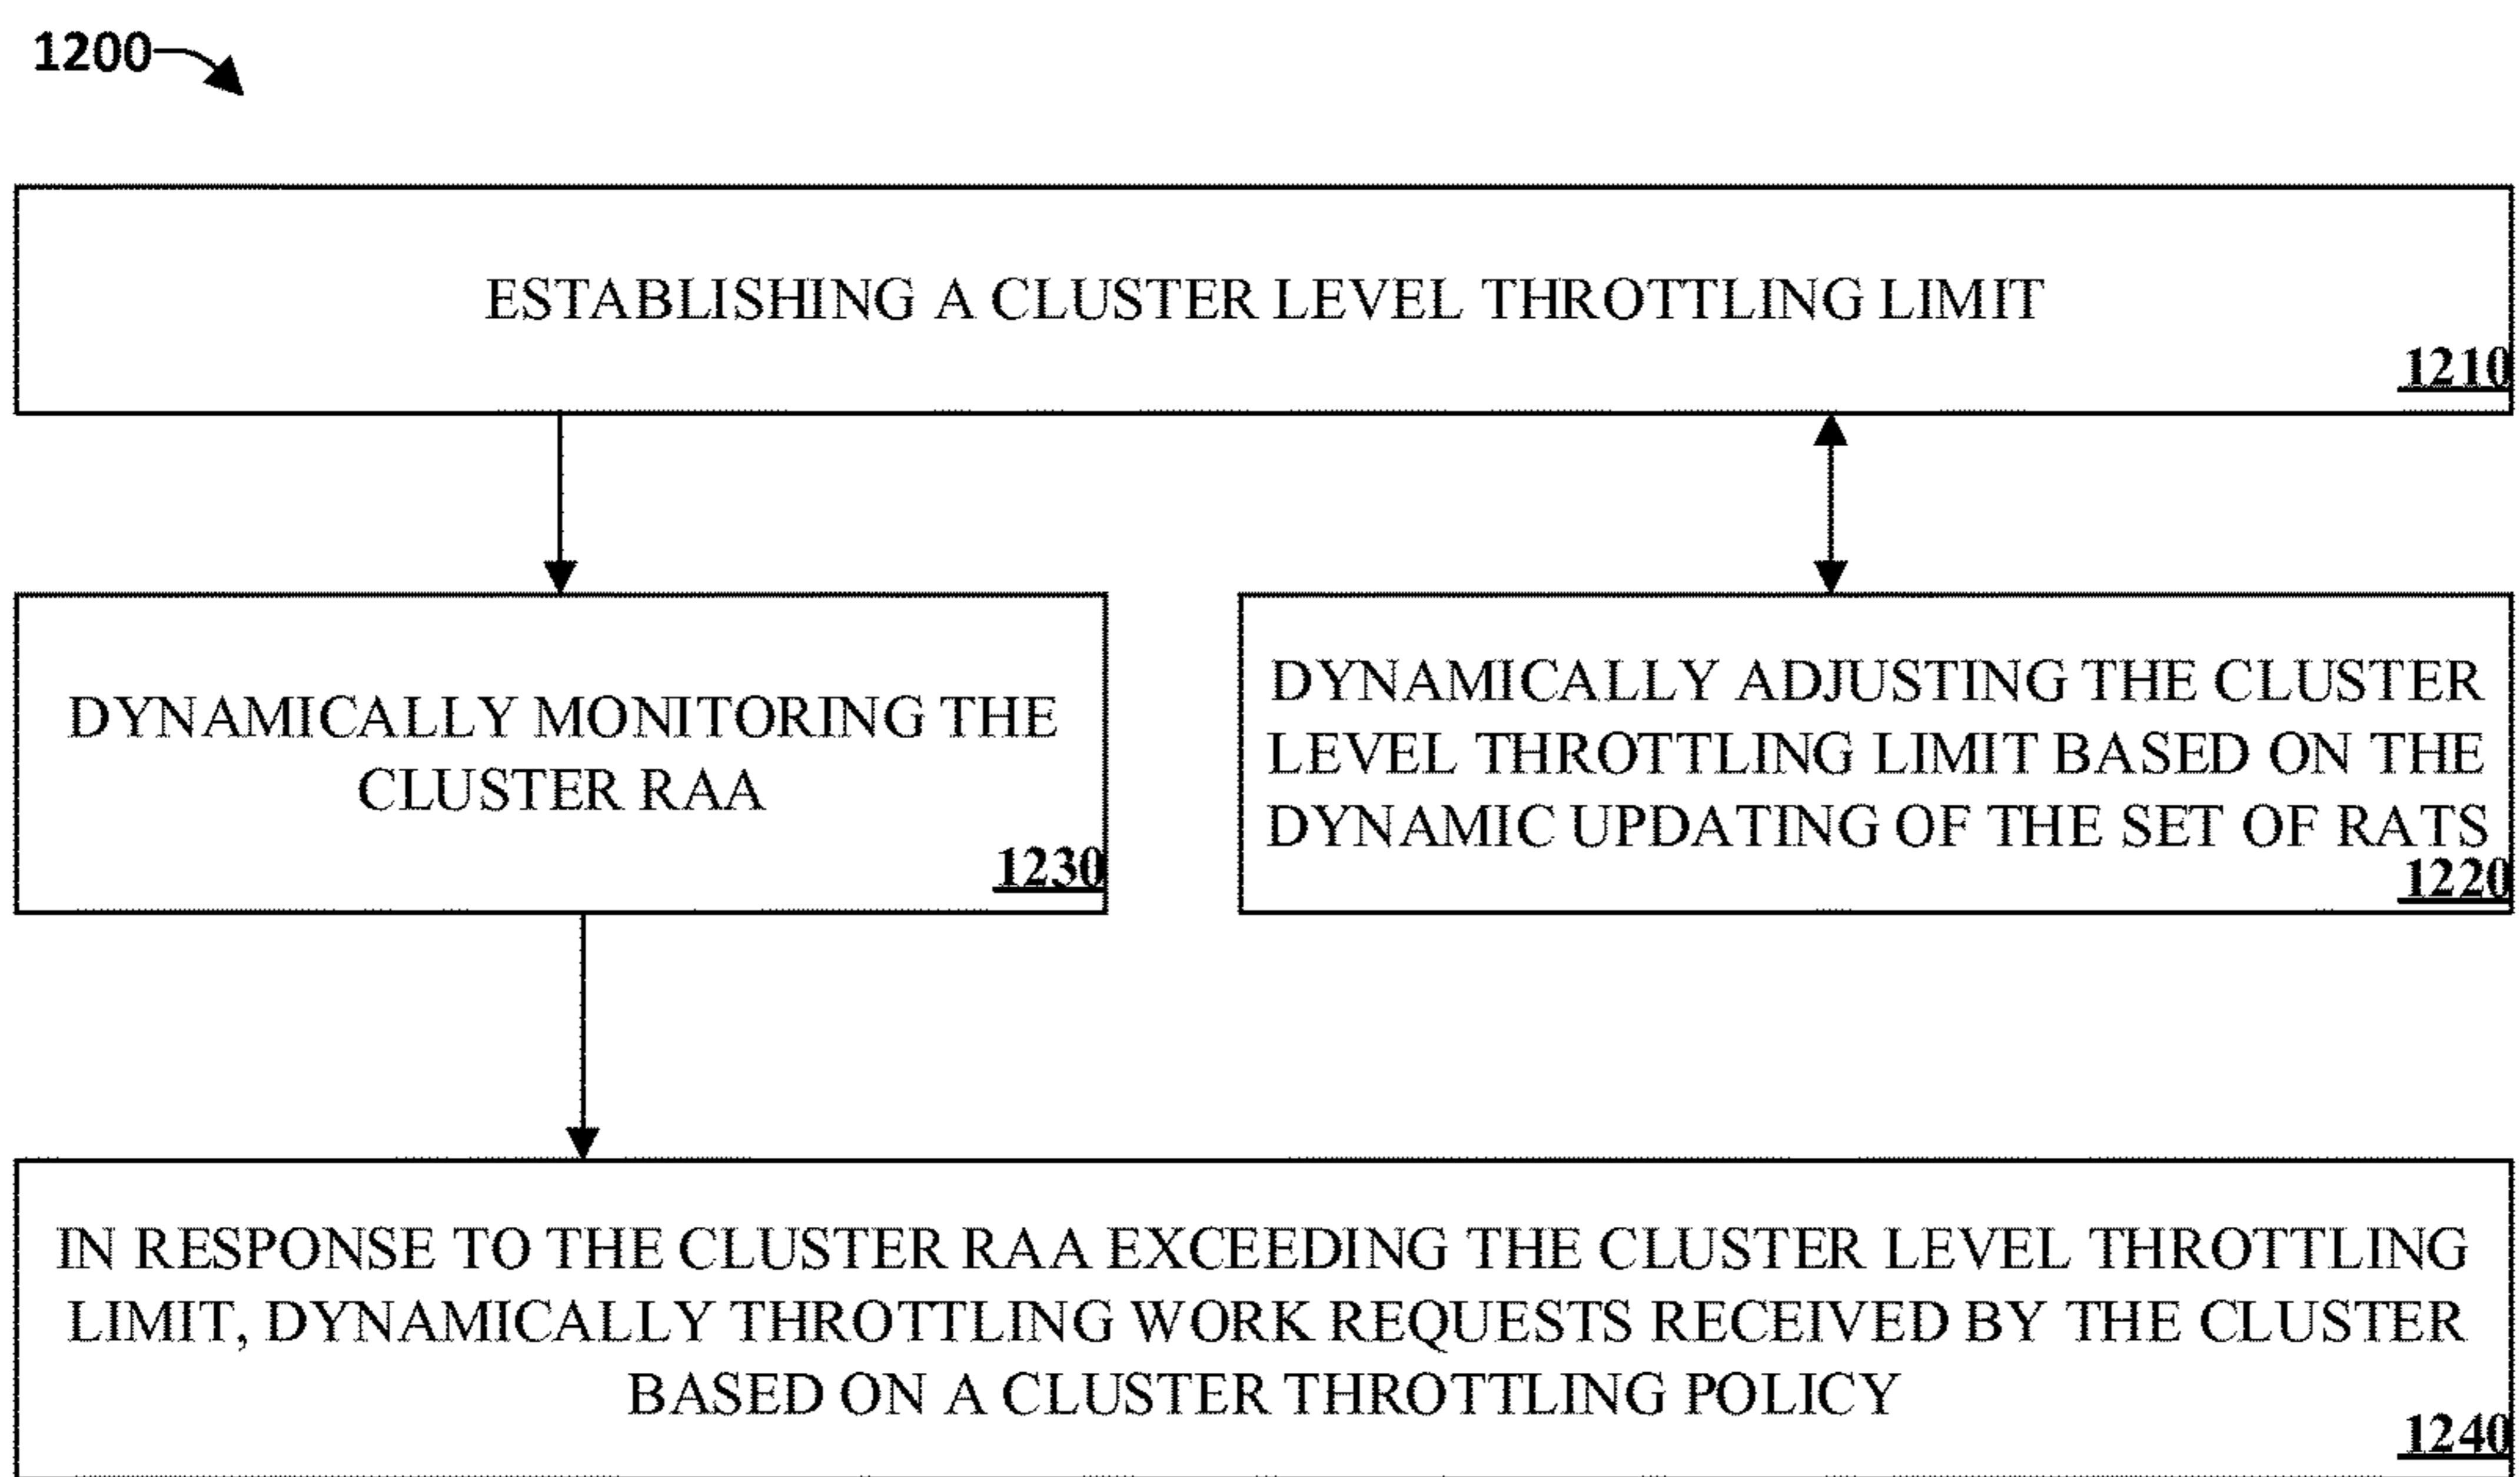 1200
ESTABLISHING A CLUSTER LEVEL THROTTLING LIMIT
1210
DYNAMICALLY MONITORING THE
CLUSTER RAA
1230
DYNAMICALLY ADJUSTING THE CLUSTER
LEVEL THROTTLING LIMIT BASED ON THE
DYNAMIC UPDATING OF THE SET OF RATS
1220
IN RESPONSE TO THE CLUSTER RAA EXCEEDING THE CLUSTER LEVEL THROTTLING
LIMIT, DYNAMICALLY THROTTLING WORK REQUESTS RECEIVED BY THE CLUSTER
BASED ON A CLUSTER THROTTLING POLICY
1240